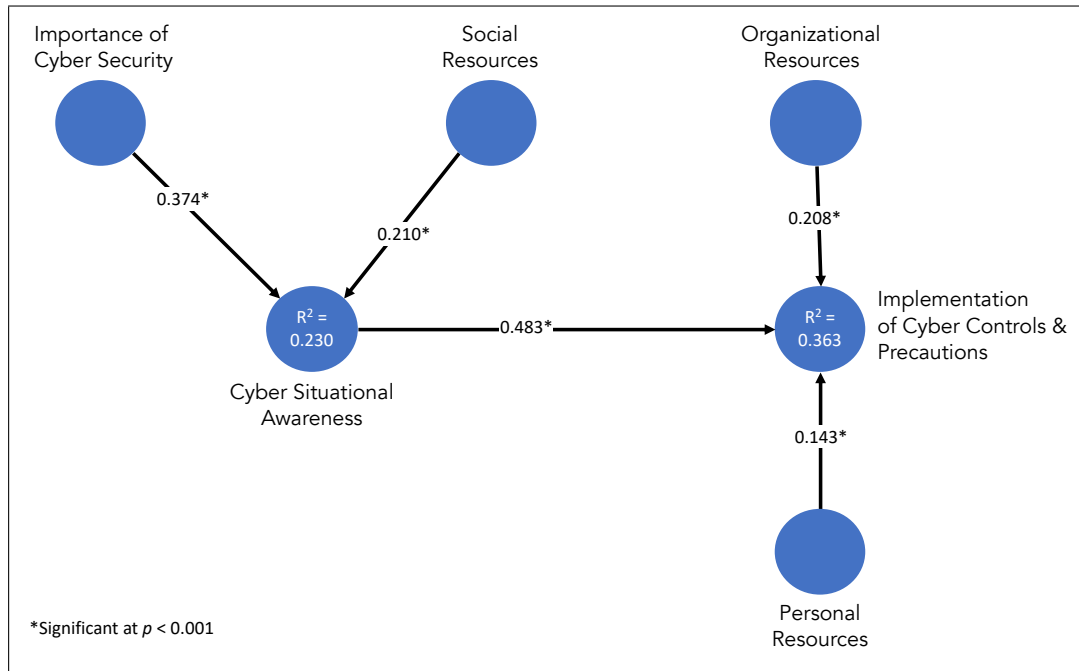 Importance of
Cyber Security
Social
Resources
Organizational
Resources
0.374*
0.210*
0.208*
R² =
0.230
Cyber Situational
Awareness
0.483*
R² =
0.363
Implementation
of Cyber Controls &
Precautions
0.143*
Personal
Resources
*Significant at p < 0.001